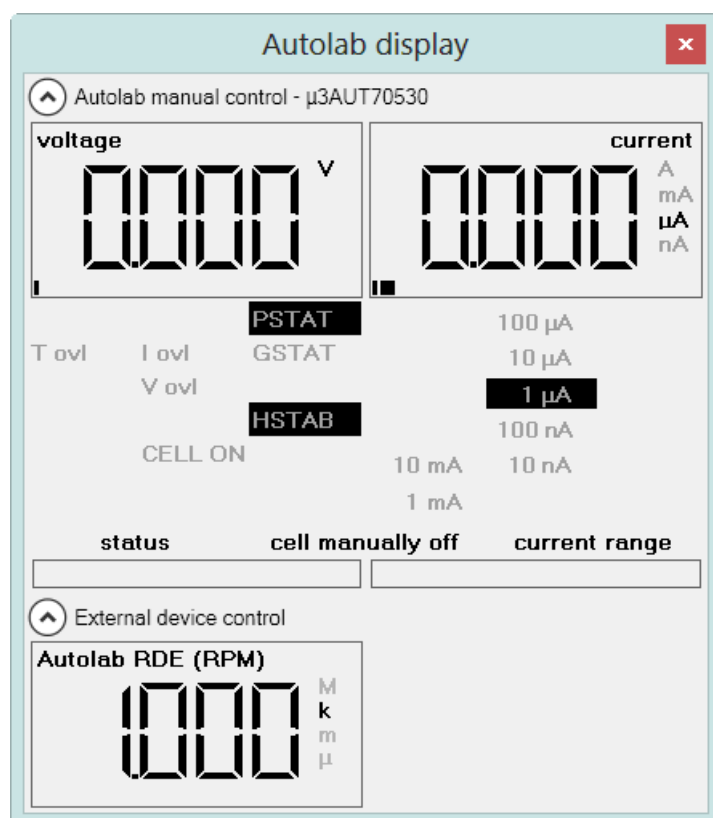 Autolab display
Autolab manual control - µ3AUT70530
voltage
0.000 V
current
0.000
A
mA
µA
nA
PSTAT 100 µA
T ovl I ovl GSTAT 10 µA
V ovl 1 µA
HSTAB 100 nA
CELL ON 10 mA 10 nA
1 mA
status cell manually off current range
External device control
Autolab RDE (RPM)
1.000
M
k
m
µ